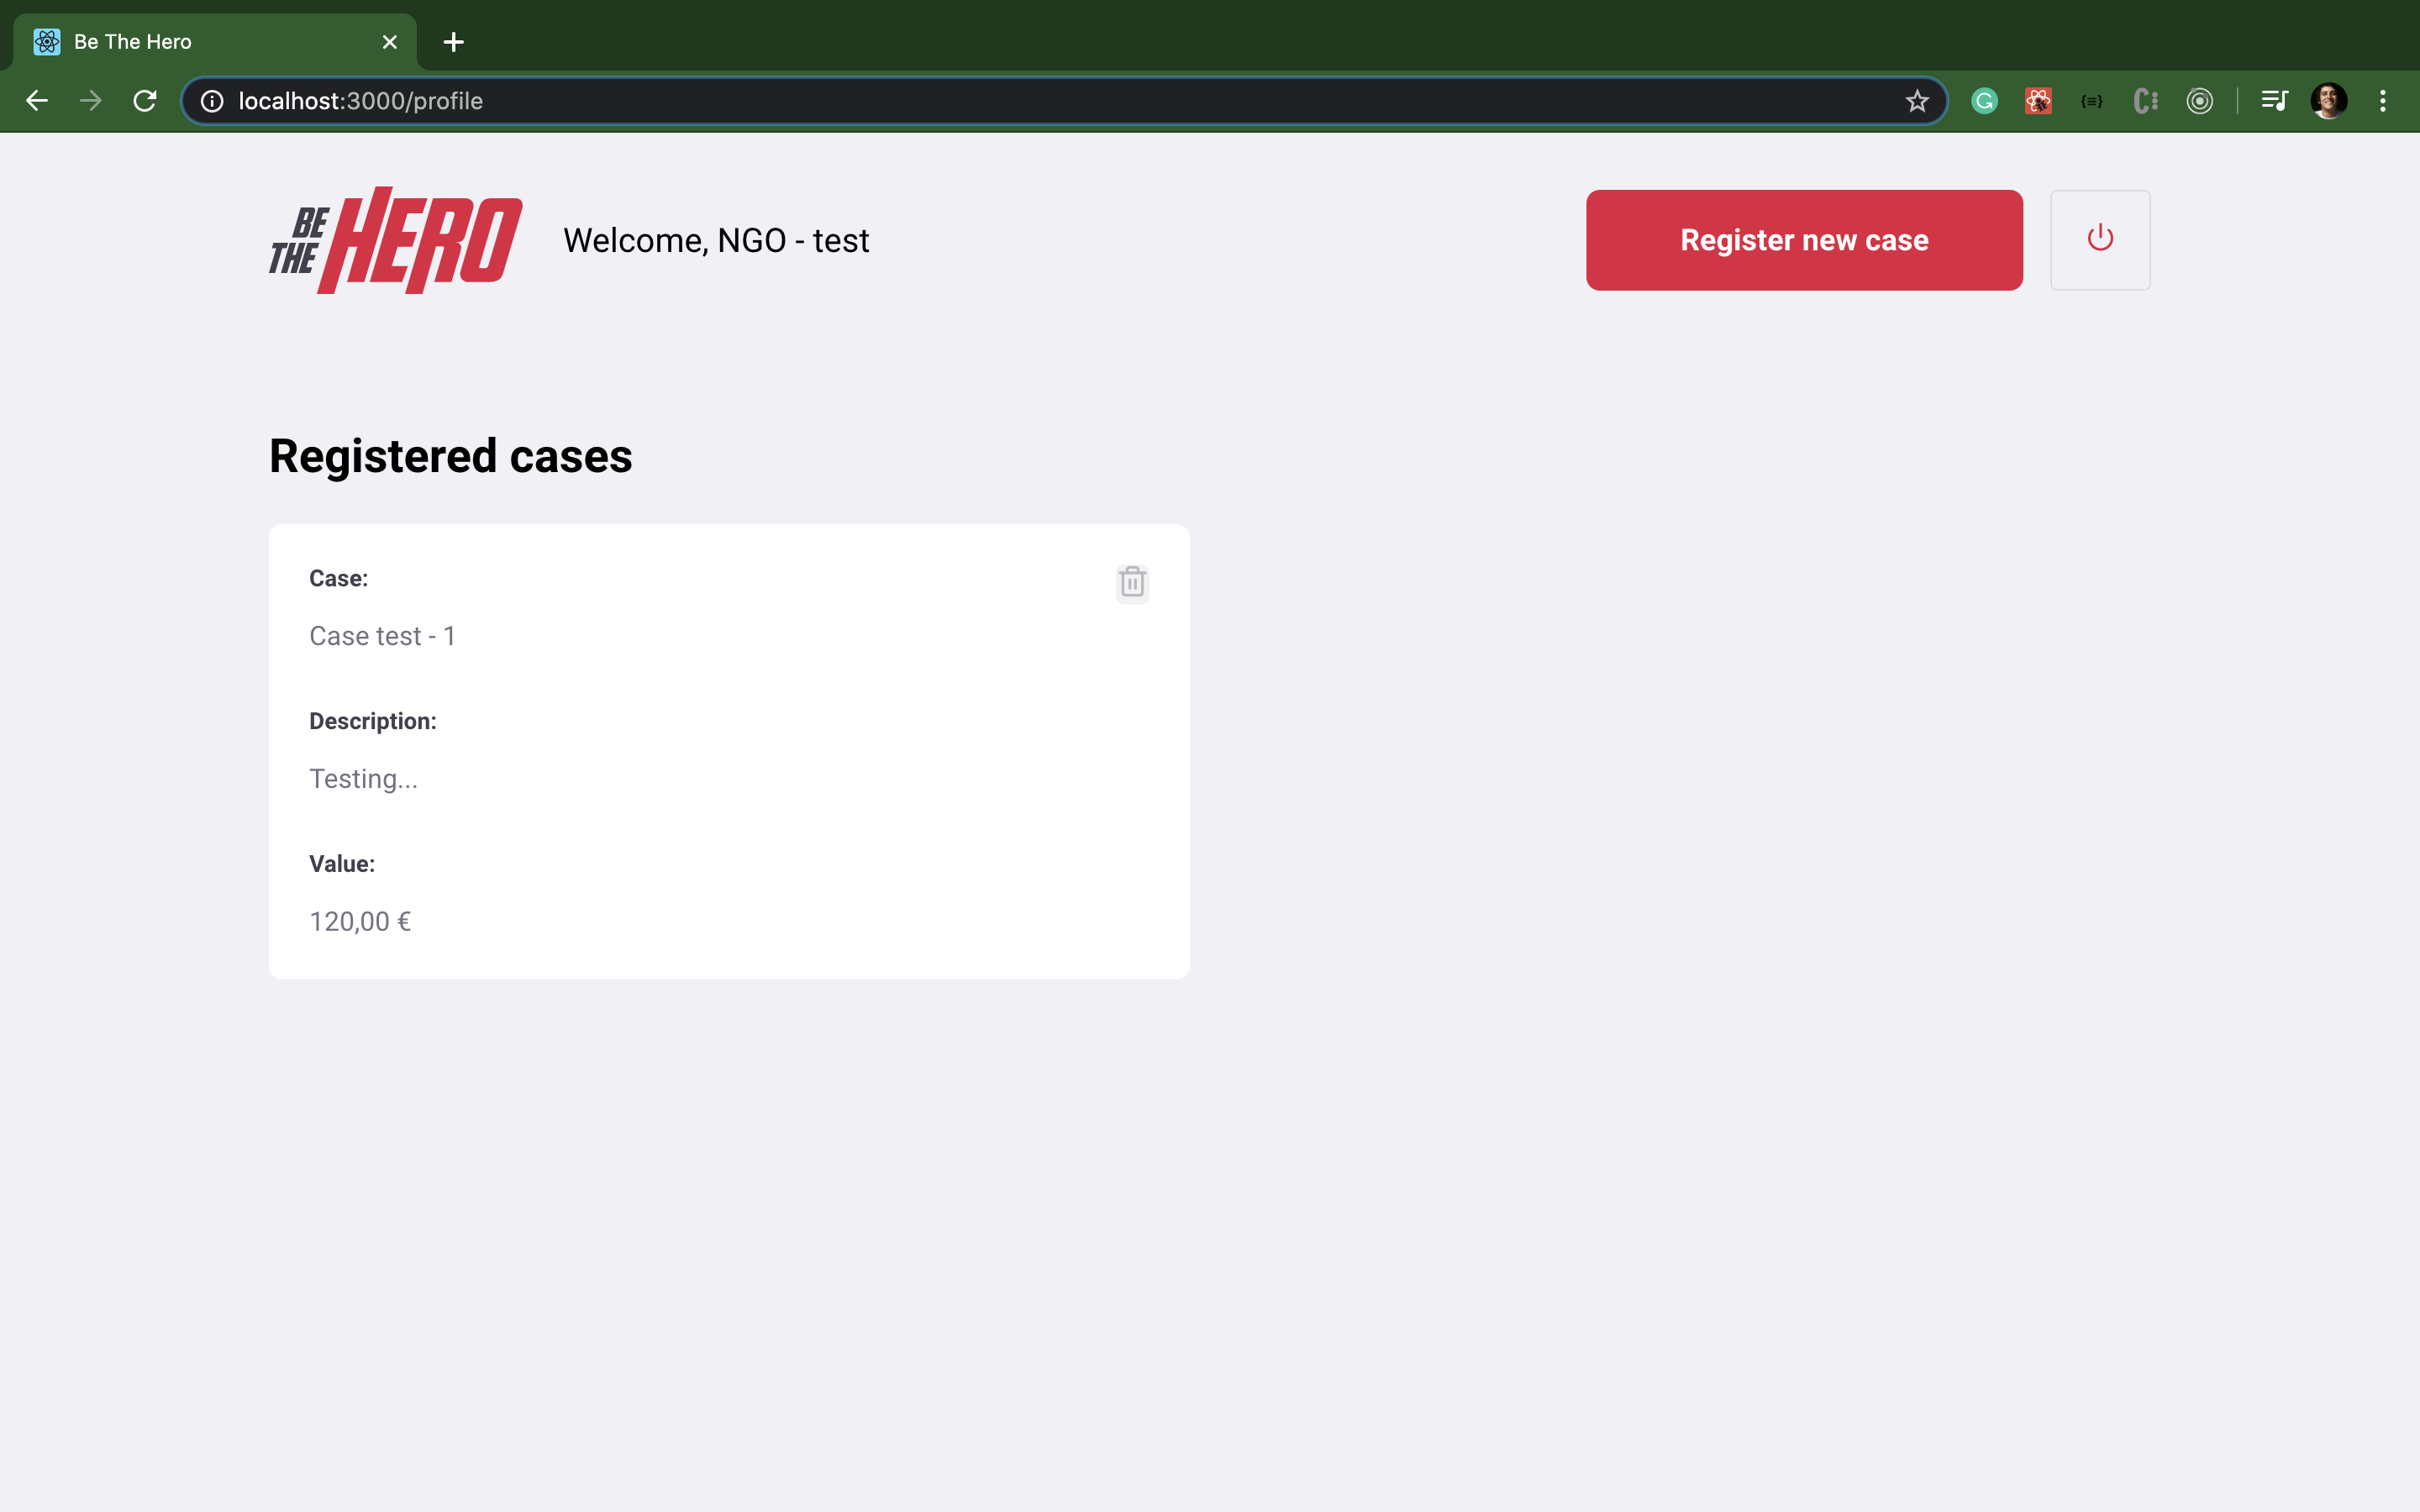 Be The Hero
localhost:3000/profile
BE THE HERO
Welcome, NGO - test
Register new case
Registered cases
Case:
Case test - 1
Description:
Testing...
Value:
120,00 €